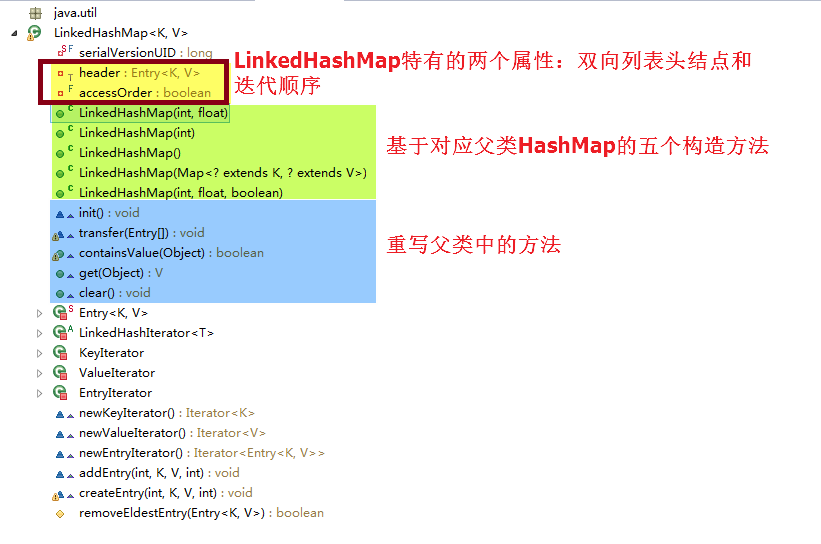 java.util
LinkedHashMap<K, V>
serialVersionUID : long
header : Entry<K, V>
accessOrder : boolean
LinkedHashMap特有的两个属性：双向列表头结点和
迭代顺序
LinkedHashMap(int, float)
LinkedHashMap(int)
LinkedHashMap()
LinkedHashMap(Map<? extends K, ? extends V>)
LinkedHashMap(int, float, boolean)
基于对应父类HashMap的五个构造方法
init() : void
transfer(Entry[]) : void
containsValue(Object) : boolean
get(Object) : V
clear() : void
重写父类中的方法
Entry<K, V>
LinkedHashIterator<T>
KeyIterator
ValueIterator
EntryIterator
newKeyIterator() : Iterator<K>
newValueIterator() : Iterator<V>
newEntryIterator() : Iterator<Entry<K, V>>
addEntry(int, K, V, int) : void
createEntry(int, K, V, int) : void
removeEldestEntry(Entry<K, V>) : boolean